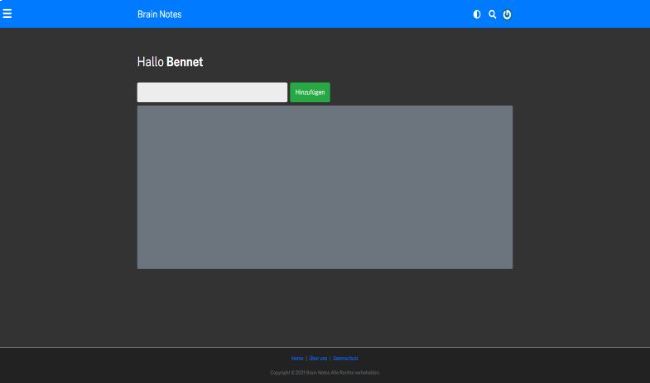 Brain Notes
Hallo Bennet
Hinzufügen
Home | Über uns | Datenschutz
Copyright © 2021 Brain Notes. Alle Rechte vorbehalten.